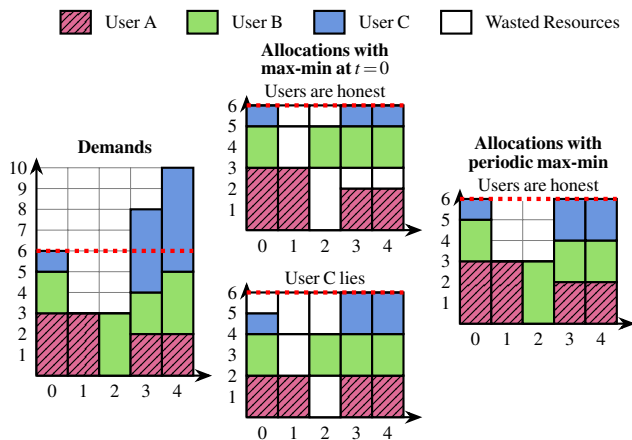 User A User B User C Wasted Resources
Allocations with
max-min at t = 0
Users are honest
6
5
4
3
2
1
0 1 2 3 4
Demands
10
9
8
7
6
5
4
3
2
1
0 1 2 3 4
User C lies
6
5
4
3
2
1
0 1 2 3 4
Allocations with
periodic max-min
Users are honest
6
5
4
3
2
1
0 1 2 3 4